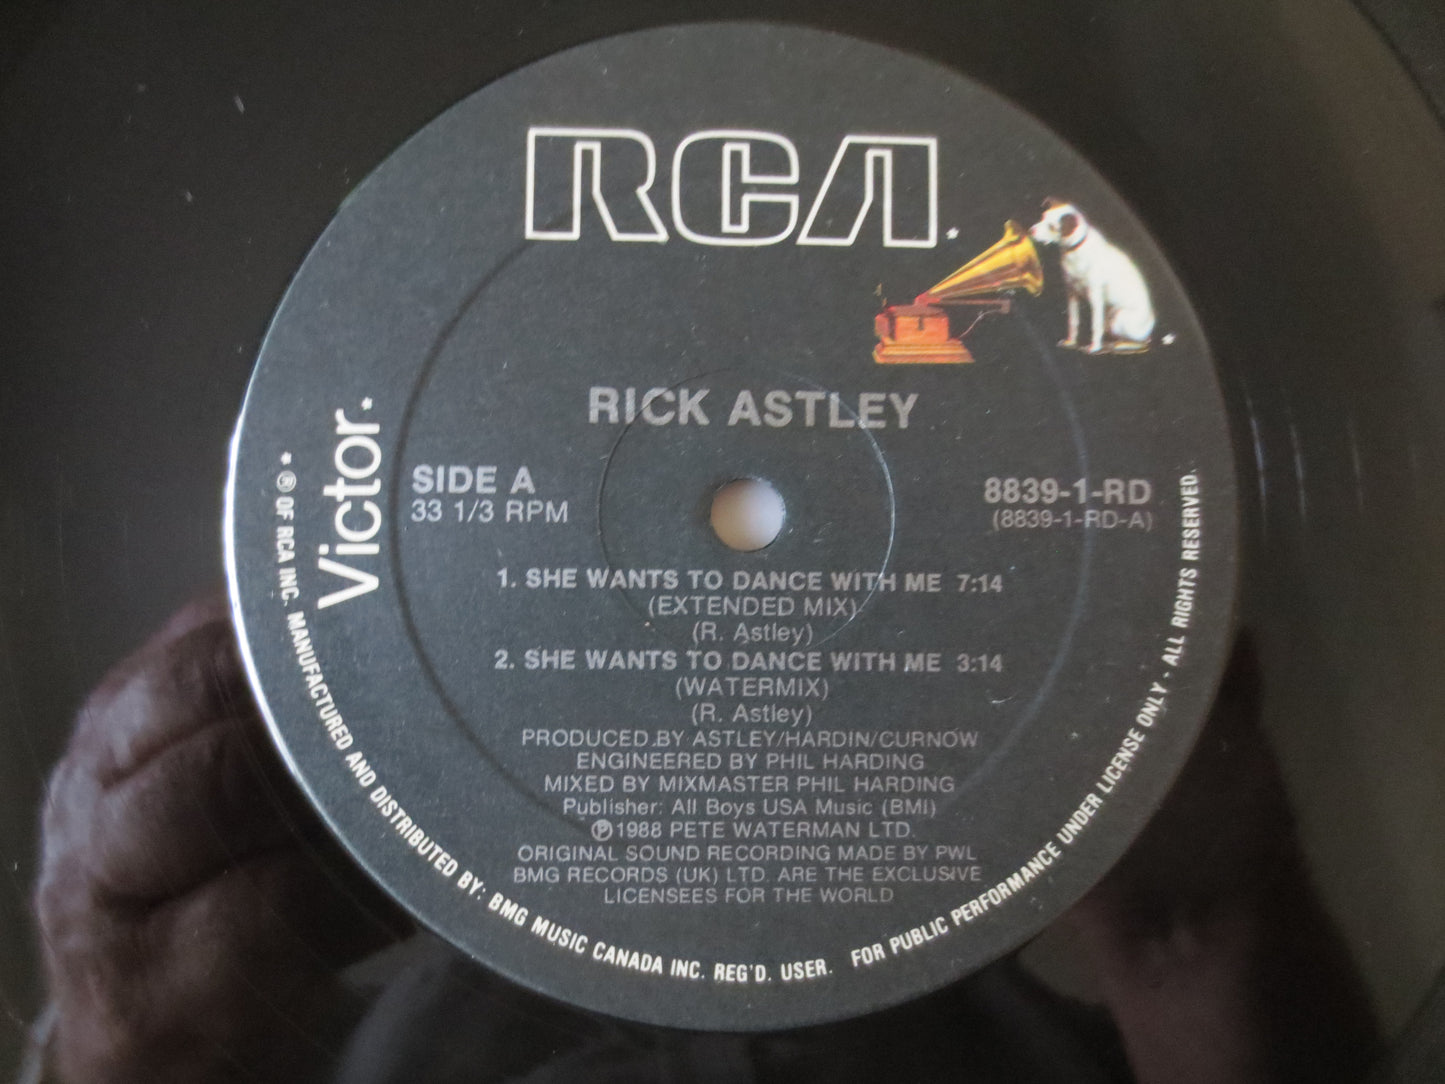 RCA
RICK ASTLEY
Victor.
SIDE A
33 1/3 RPM
8839-1-RD
(8839-1-RD-A)
1. SHE WANTS TO DANCE WITH ME 7:14
(EXTENDED MIX)
(R. Astley)
2. SHE WANTS TO DANCE WITH ME 3:14
(WATERMIX)
(R. Astley)
PRODUCED BY ASTLEY/HARDIN/CURNOW
ENGINEERED BY PHIL HARDING
MIXED BY MIXMASTER PHIL HARDING
Publisher: All Boys USA Music (BMI)
℗1988 PETE WATERMAN LTD.
ORIGINAL SOUND RECORDING MADE BY PWL
BMG RECORDS (UK) LTD. ARE THE EXCLUSIVE
LICENSEES FOR THE WORLD
* ® OF RCA INC. MANUFACTURED AND DISTRIBUTED BY: BMG MUSIC CANADA INC. REG'D. USER. FOR PUBLIC PERFORMANCE UNDER LICENSE ONLY - ALL RIGHTS RESERVED.